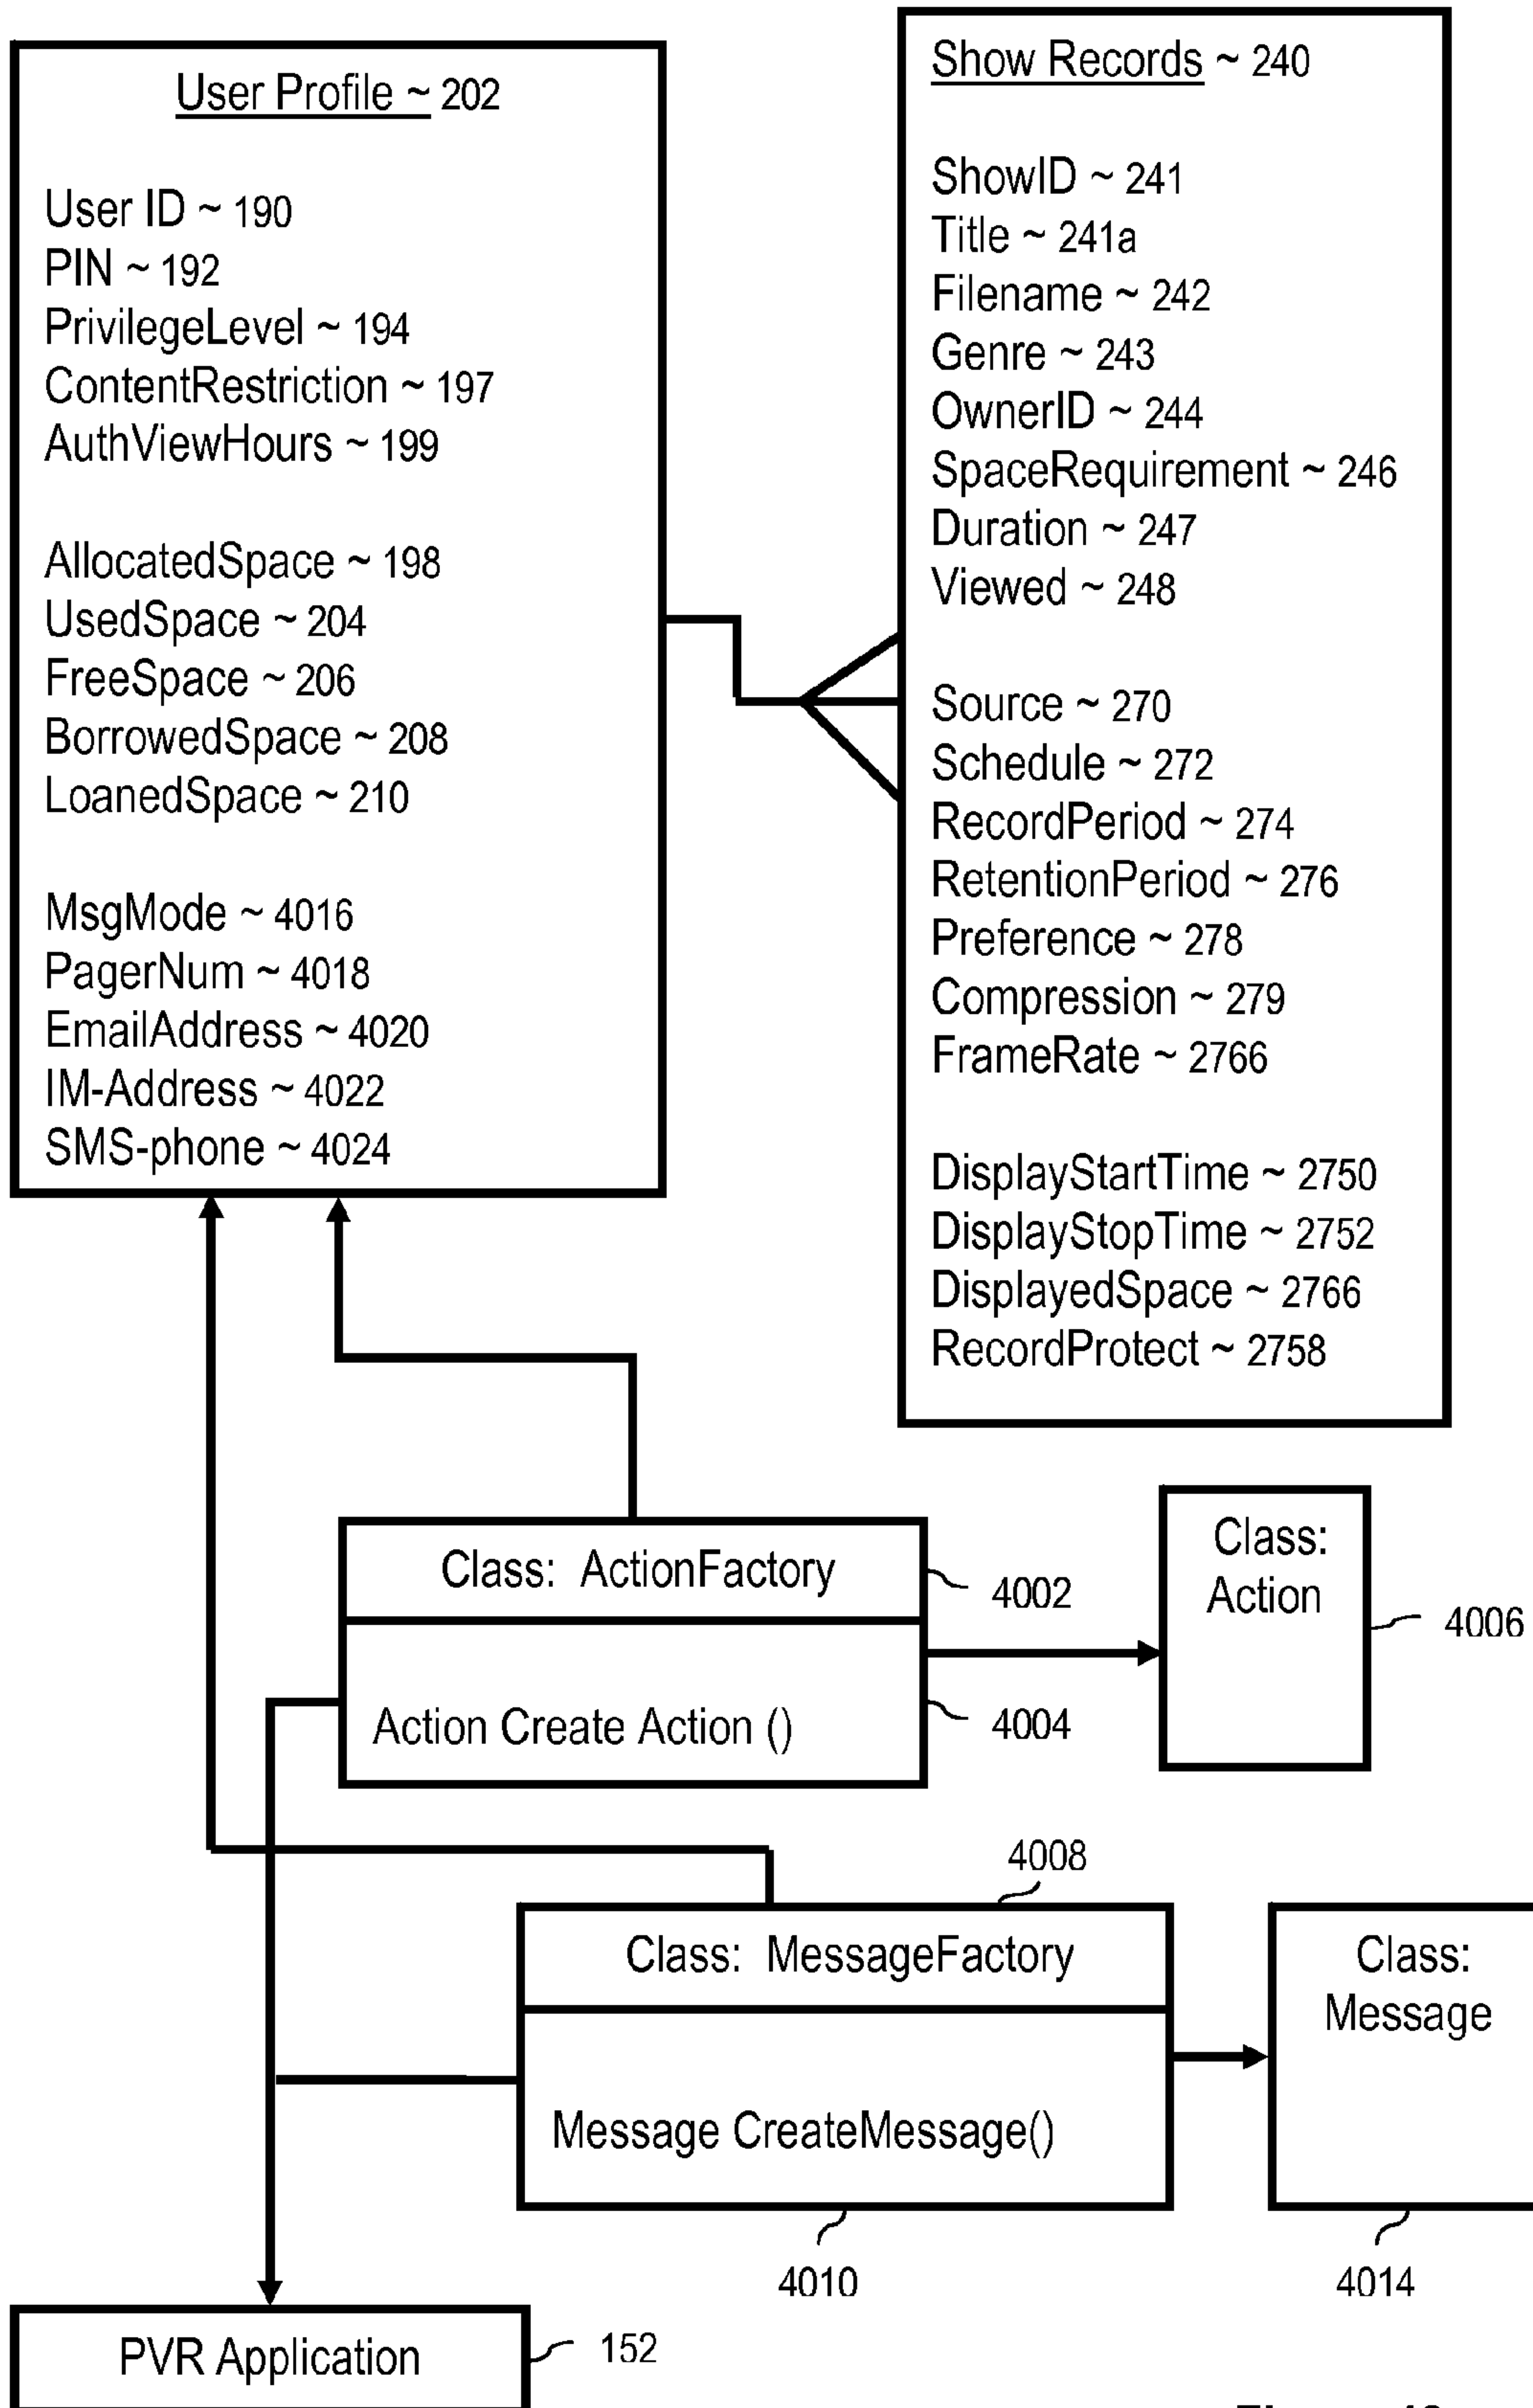 User Profile ~ 202
User ID ~ 190
PIN ~ 192
PrivilegeLevel ~ 194
ContentRestriction ~ 197
AuthViewHours ~ 199
AllocatedSpace ~ 198
UsedSpace ~ 204
FreeSpace ~ 206
BorrowedSpace ~ 208
LoanedSpace ~ 210
MsgMode ~ 4016
PagerNum ~ 4018
EmailAddress ~ 4020
IM-Address ~ 4022
SMS-phone ~ 4024
Show Records ~ 240
ShowID ~ 241
Title ~ 241a
Filename ~ 242
Genre ~ 243
OwnerID ~ 244
SpaceRequirement ~ 246
Duration ~ 247
Viewed ~ 248
Source ~ 270
Schedule ~ 272
RecordPeriod ~ 274
RetentionPeriod ~ 276
Preference ~ 278
Compression ~ 279
FrameRate ~ 2766
DisplayStartTime ~ 2750
DisplayStopTime ~ 2752
DisplayedSpace ~ 2766
RecordProtect ~ 2758
Class: ActionFactory
4002
Action Create Action ()
4004
Class:
Action
4006
4008
Class: MessageFactory
Message CreateMessage()
4010
Class:
Message
4014
PVR Application
152